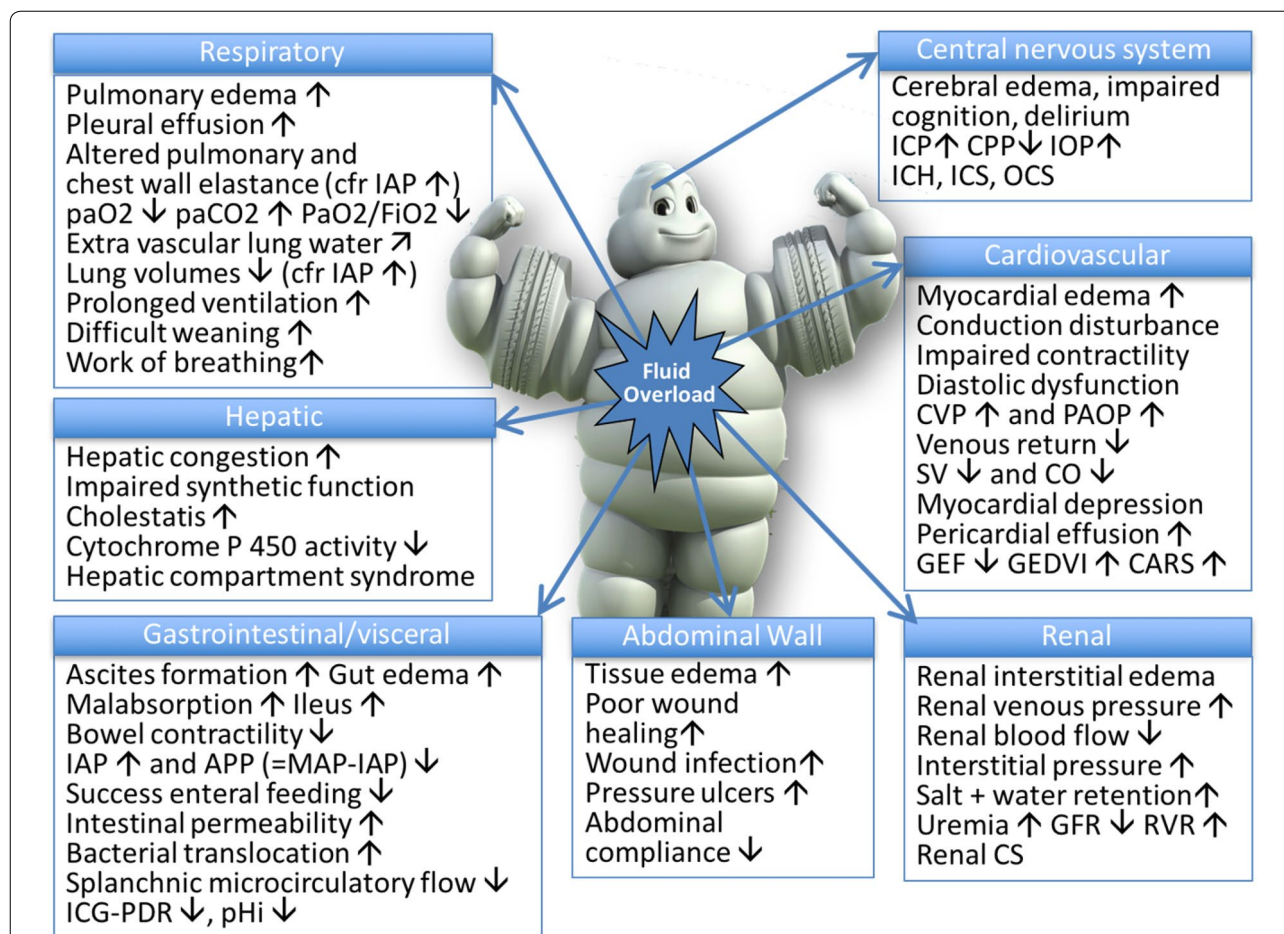 Respiratory
Pulmonary edema ↑
Pleural effusion ↑
Altered pulmonary and
chest wall elastance (cfr IAP ↑)
paO2 ↓ paCO2 ↑ PaO2/FiO2 ↓
Extra vascular lung water ↗
Lung volumes ↓ (cfr IAP ↑)
Prolonged ventilation ↑
Difficult weaning ↑
Work of breathing↑
Central nervous system
Cerebral edema, impaired
cognition, delirium
ICP↑ CPP↓ IOP↑
ICH, ICS, OCS
Cardiovascular
Myocardial edema ↑
Conduction disturbance
Impaired contractility
Diastolic dysfunction
CVP ↑ and PAOP ↑
Venous return ↓
SV ↓ and CO ↓
Myocardial depression
Pericardial effusion ↑
GEF ↓ GEDVI ↑ CARS ↑
Fluid
Overload
Hepatic
Hepatic congestion ↑
Impaired synthetic function
Cholestatis ↑
Cytochrome P 450 activity ↓
Hepatic compartment syndrome
Gastrointestinal/visceral
Ascites formation ↑ Gut edema ↑
Malabsorption ↑ Ileus ↑
Bowel contractility ↓
IAP ↑ and APP (=MAP-IAP) ↓
Success enteral feeding ↓
Intestinal permeability ↑
Bacterial translocation ↑
Splanchnic microcirculatory flow ↓
ICG-PDR ↓, pHi ↓
Abdominal Wall
Tissue edema ↑
Poor wound
healing↑
Wound infection↑
Pressure ulcers ↑
Abdominal
compliance ↓
Renal
Renal interstitial edema
Renal venous pressure ↑
Renal blood flow ↓
Interstitial pressure ↑
Salt + water retention↑
Uremia ↑ GFR ↓ RVR ↑
Renal CS